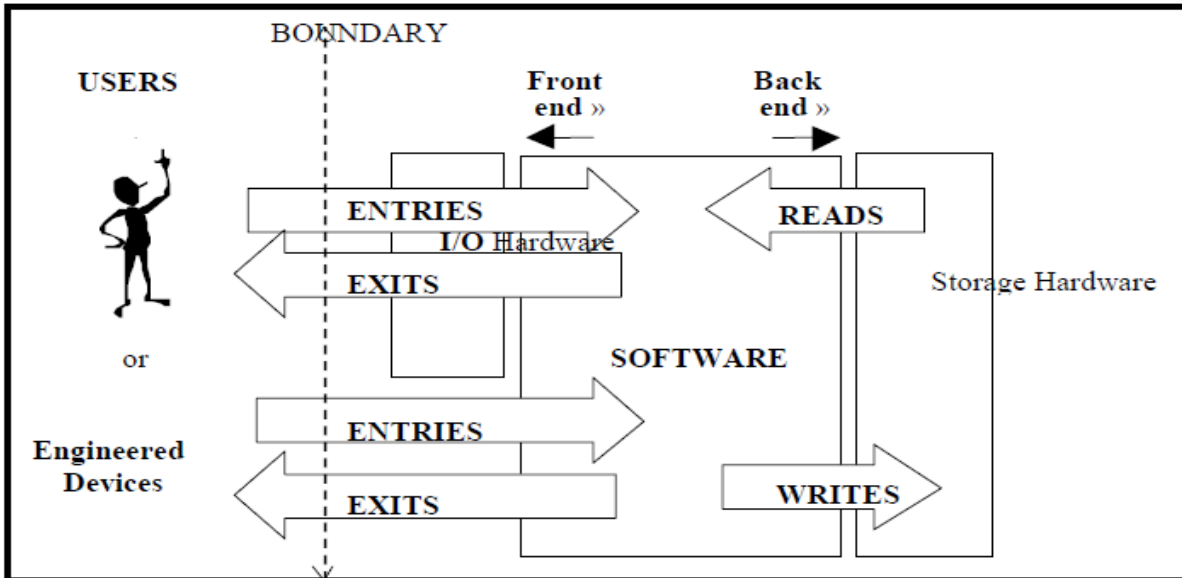 BOUNDARY
USERS
Front
end »
Back
end »
ENTRIES
READS
I/O Hardware
EXITS
Storage Hardware
or
SOFTWARE
ENTRIES
Engineered
Devices
WRITES
EXITS